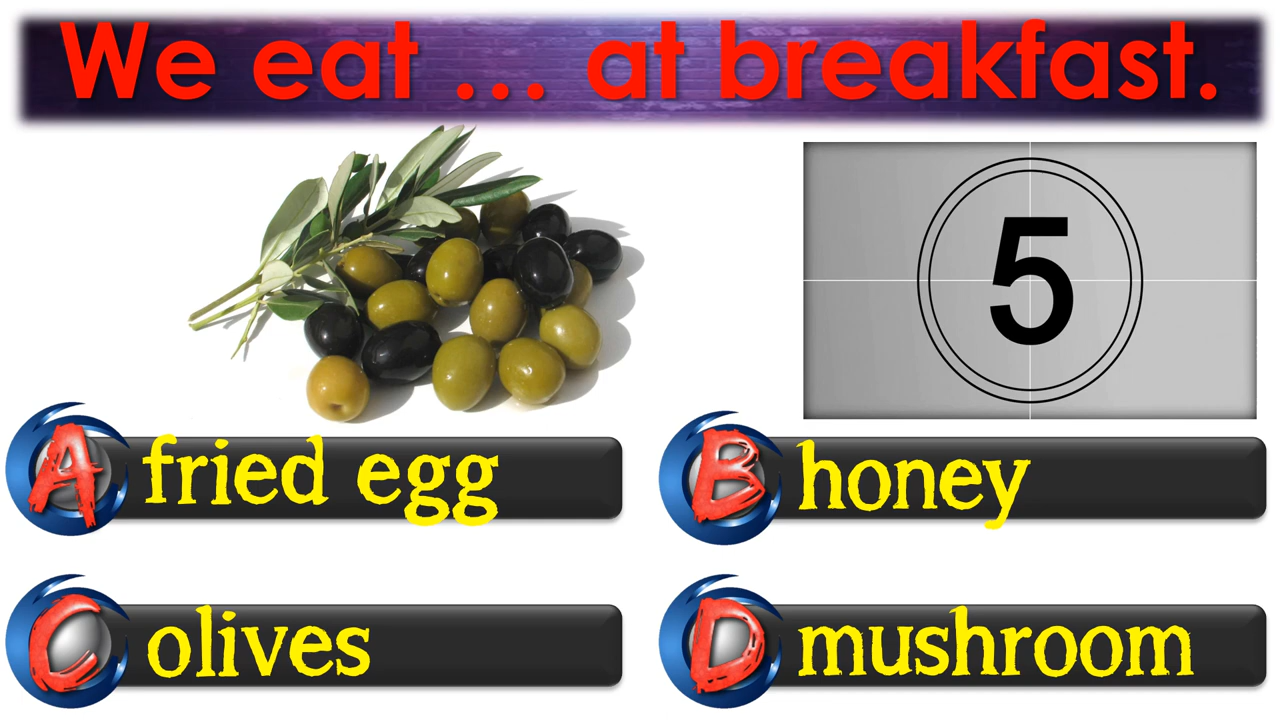 We eat ... at breakfast.
5
A fried egg
B honey
C olives
D mushroom